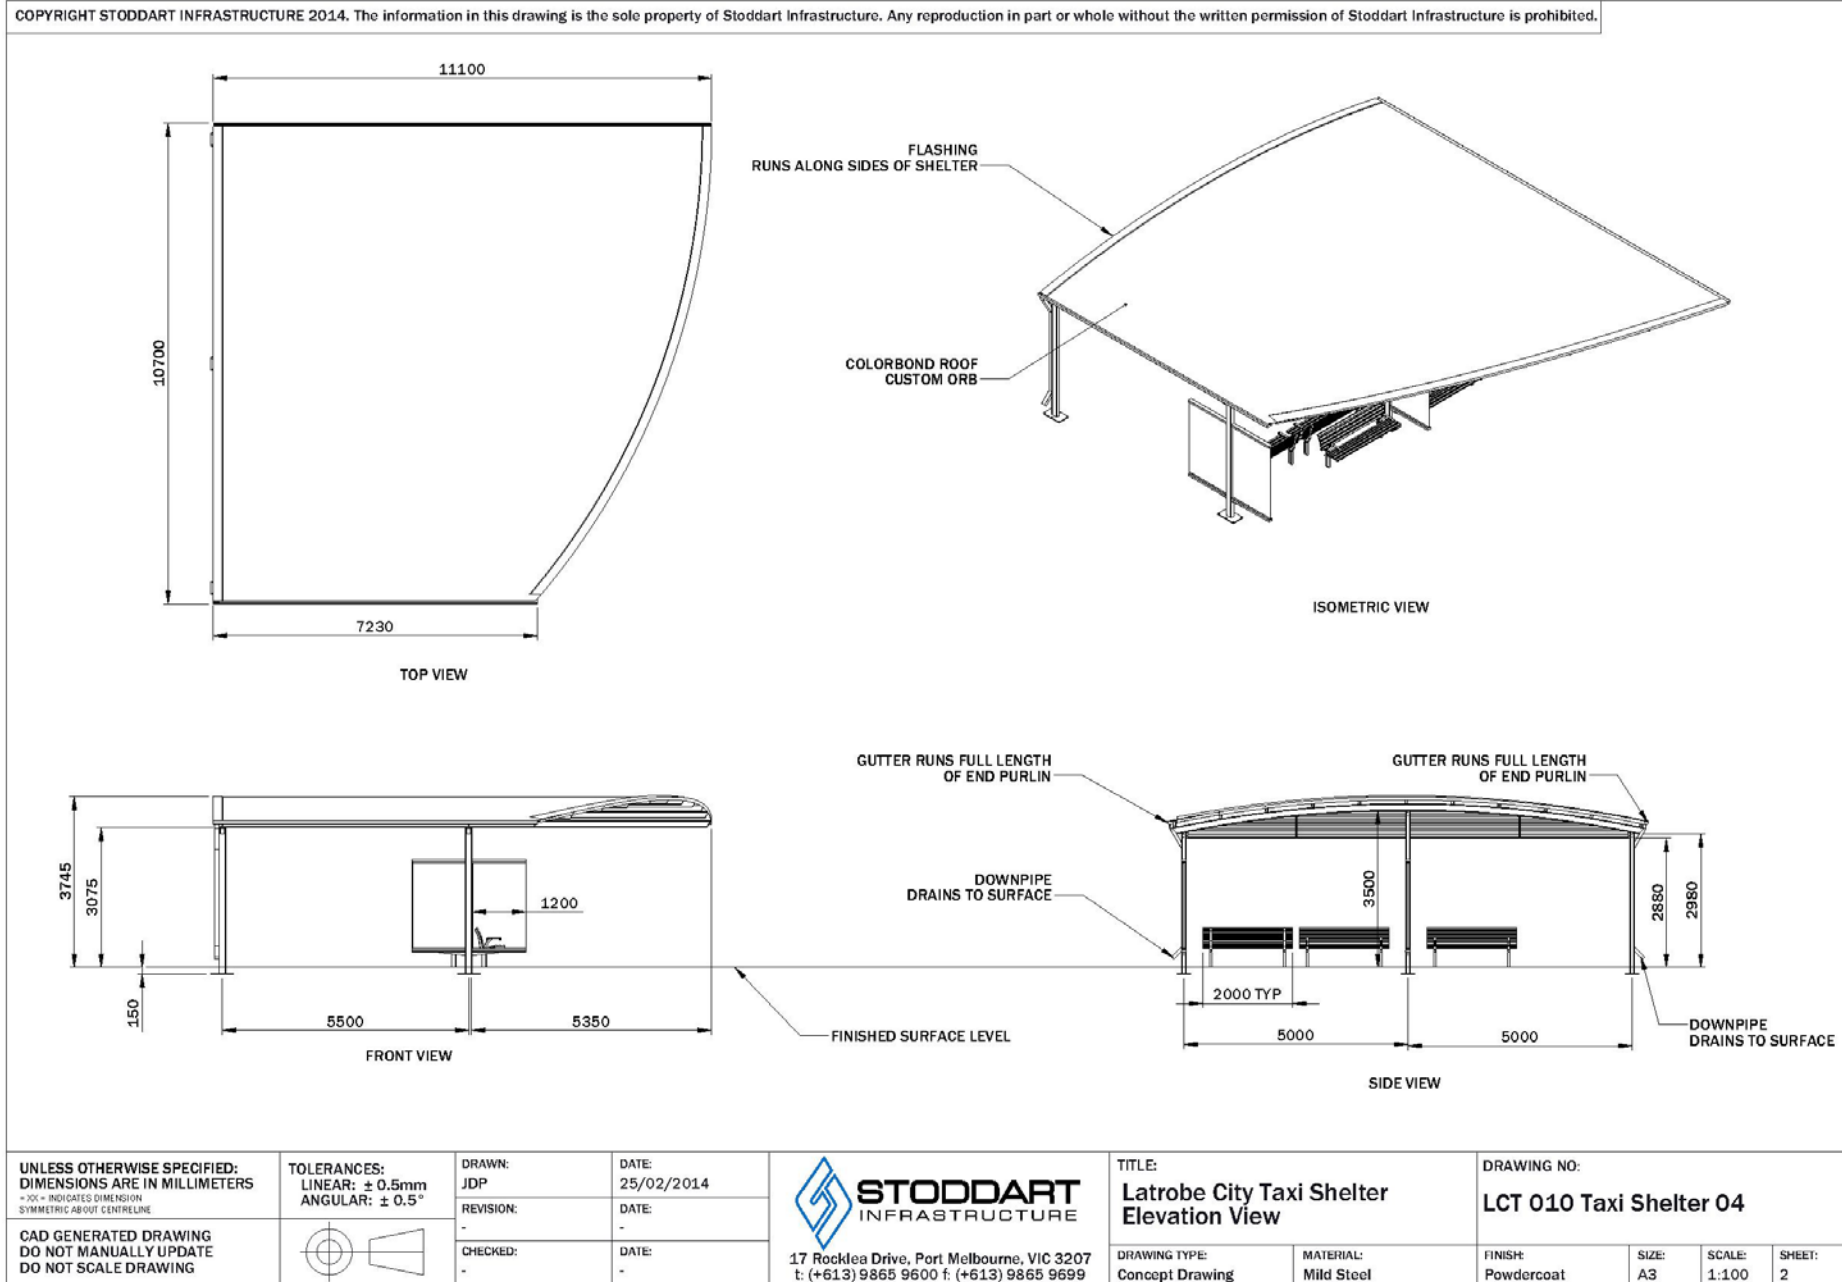 COPYRIGHT STODDART INFRASTRUCTURE 2014. The information in this drawing is the sole property of Stoddart Infrastructure. Any reproduction in part or whole without the written permission of Stoddart Infrastructure is prohibited.
11100
10700
7230
TOP VIEW
FLASHING
RUNS ALONG SIDES OF SHELTER
COLORBOND ROOF
CUSTOM ORB
ISOMETRIC VIEW
3745
3075
150
1200
5500
5350
FRONT VIEW
FINISHED SURFACE LEVEL
GUTTER RUNS FULL LENGTH
OF END PURLIN
GUTTER RUNS FULL LENGTH
OF END PURLIN
DOWNPIPE
DRAINS TO SURFACE
3500
2880
2980
2000 TYP
5000
5000
DOWNPIPE
DRAINS TO SURFACE
SIDE VIEW
UNLESS OTHERWISE SPECIFIED:
DIMENSIONS ARE IN MILLIMETERS
= XX = INDICATES DIMENSION
SYMMETRIC ABOUT CENTRELINE
CAD GENERATED DRAWING
DO NOT MANUALLY UPDATE
DO NOT SCALE DRAWING
TOLERANCES:
LINEAR: ± 0.5mm
ANGULAR: ± 0.5°
DRAWN:
JDP
DATE:
25/02/2014
REVISION:
-
DATE:
-
CHECKED:
-
DATE:
-
STODDART
INFRASTRUCTURE
17 Rocklea Drive, Port Melbourne, VIC 3207
t: (+613) 9865 9600 f: (+613) 9865 9699
TITLE:
Latrobe City Taxi Shelter
Elevation View
DRAWING NO:
LCT 010 Taxi Shelter 04
DRAWING TYPE:
Concept Drawing
MATERIAL:
Mild Steel
FINISH:
Powdercoat
SIZE:
A3
SCALE:
1:100
SHEET:
2